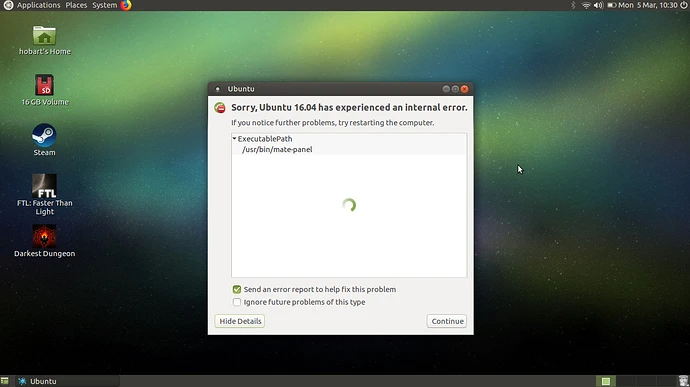 Applications Places System
Mon 5 Mar, 10:30
hobart's Home
SD
16 GB Volume
Steam
FTL
FTL: Faster Than
Light
Darkest Dungeon
Ubuntu
Sorry, Ubuntu 16.04 has experienced an internal error.
If you notice further problems, try restarting the computer.
ExecutablePath
/usr/bin/mate-panel
Send an error report to help fix this problem
Ignore future problems of this type
Hide Details
Continue
Ubuntu